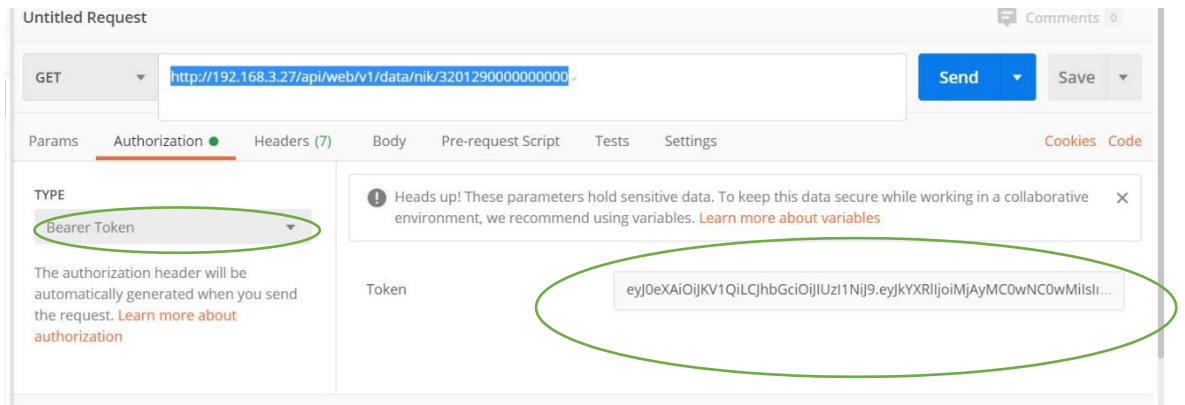 Untitled Request
Comments 0
GET
http://192.168.3.27/api/web/v1/data/nik/3201290000000000
Send
Save
Params Authorization Headers (7) Body Pre-request Script Tests Settings Cookies Code
TYPE
Bearer Token
The authorization header will be
automatically generated when you send
the request. Learn more about
authorization
Heads up! These parameters hold sensitive data. To keep this data secure while working in a collaborative
environment, we recommend using variables. Learn more about variables
Token